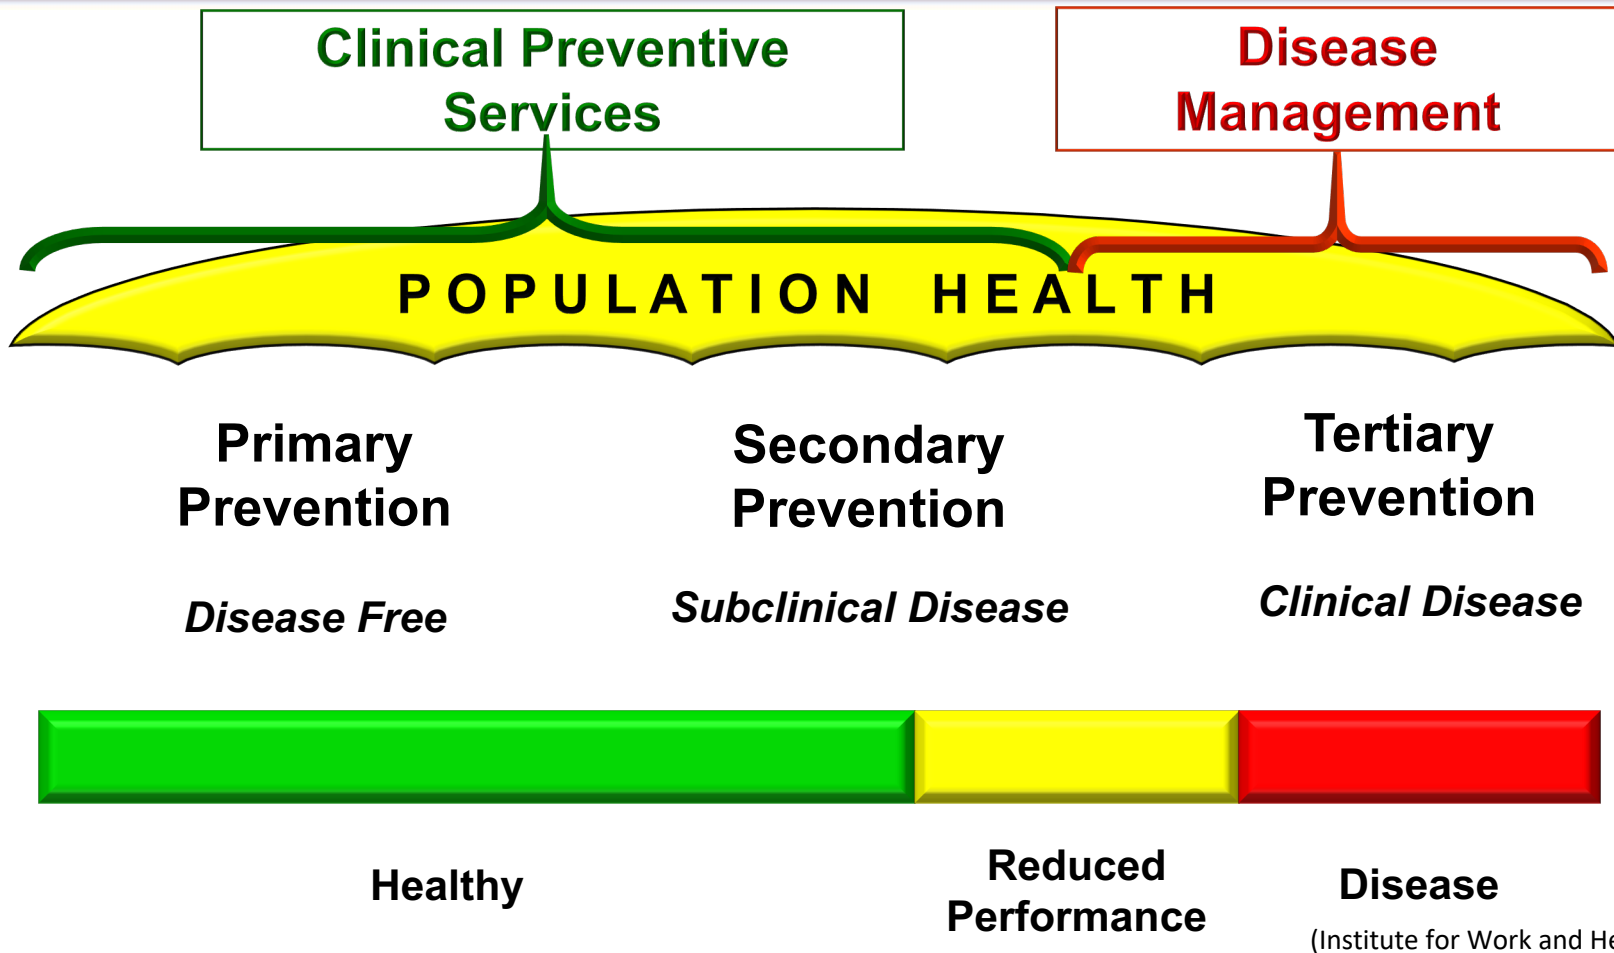 Clinical Preventive
Services
Disease
Management
POPULATION HEALTH
Primary
Prevention
Secondary
Prevention
Tertiary
Prevention
Disease Free
Subclinical Disease
Clinical Disease
Healthy
Reduced
Performance
Disease
(Institute for Work and